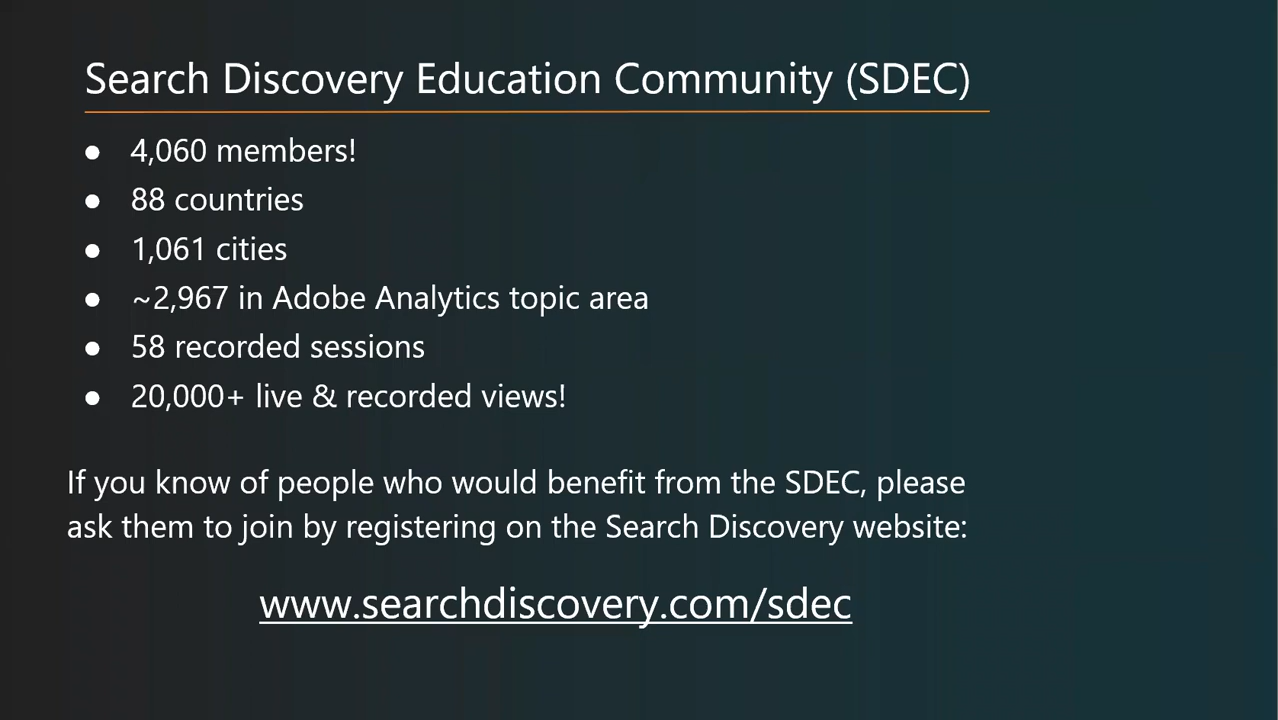 Search Discovery Education Community (SDEC)
● 4,060 members!
● 88 countries
● 1,061 cities
● ~2,967 in Adobe Analytics topic area
● 58 recorded sessions
● 20,000+ live & recorded views!
If you know of people who would benefit from the SDEC, please
ask them to join by registering on the Search Discovery website:
www.searchdiscovery.com/sdec